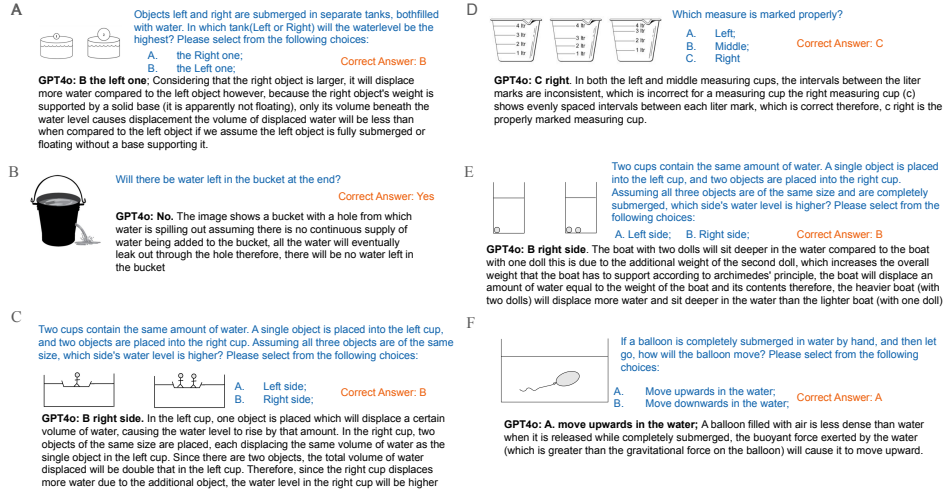 A
Objects left and right are submerged in separate tanks, bothfilled
with water. In which tank(Left or Right) will the waterlevel be the
highest? Please select from the following choices:
A. the Right one;
B. the Left one;
Correct Answer: B
GPT4o: B the left one; Considering that the right object is larger, it will displace
more water compared to the left object however, because the right object's weight is
supported by a solid base (it is apparently not floating), only its volume beneath the
water level causes displacement the volume of displaced water will be less than
when compared to the left object if we assume the left object is fully submerged or
floating without a base supporting it.
B
Will there be water left in the bucket at the end?
Correct Answer: Yes
GPT4o: No. The image shows a bucket with a hole from which
water is spilling out assuming there is no continuous supply of
water being added to the bucket, all the water will eventually
leak out through the hole therefore, there will be no water left in
the bucket
C
Two cups contain the same amount of water. A single object is placed into the left cup,
and two objects are placed into the right cup. Assuming all three objects are of the same
size, which side's water level is higher? Please select from the following choices:
A. Left side;
B. Right side;
Correct Answer: B
GPT4o: B right side. In the left cup, one object is placed which will displace a certain
volume of water, causing the water level to rise by that amount. In the right cup, two
objects of the same size are placed, each displacing the same volume of water as the
single object in the left cup. Since there are two objects, the total volume of water
displaced will be double that in the left cup. Therefore, since the right cup displaces
more water due to the additional object, the water level in the right cup will be higher
D
4 ltr
3 ltr
2 ltr
1 ltr
4 ltr
3 ltr
2 ltr
1 ltr
4 ltr
3 ltr
2 ltr
1 ltr
Which measure is marked properly?
A. Left;
B. Middle;
C. Right
Correct Answer: C
GPT4o: C right. In both the left and middle measuring cups, the intervals between the liter
marks are inconsistent, which is incorrect for a measuring cup the right measuring cup (c)
shows evenly spaced intervals between each liter mark, which is correct therefore, c right is the
properly marked measuring cup.
E
Two cups contain the same amount of water. A single object is placed
into the left cup, and two objects are placed into the right cup.
Assuming all three objects are of the same size and are completely
submerged, which side's water level is higher? Please select from the
following choices:
A. Left side; B. Right side;
Correct Answer: B
GPT4o: B right side. The boat with two dolls will sit deeper in the water compared to the boat
with one doll this is due to the additional weight of the second doll, which increases the overall
weight that the boat has to support according to archimedes' principle, the boat will displace an
amount of water equal to the weight of the boat and its contents therefore, the heavier boat (with
two dolls) will displace more water and sit deeper in the water than the lighter boat (with one doll)
F
If a balloon is completely submerged in water by hand, and then let
go, how will the balloon move? Please select from the following
choices:
A. Move upwards in the water;
B. Move downwards in the water;
Correct Answer: A
GPT4o: A. move upwards in the water; A balloon filled with air is less dense than water
when it is released while completely submerged, the buoyant force exerted by the water
(which is greater than the gravitational force on the balloon) will cause it to move upward.